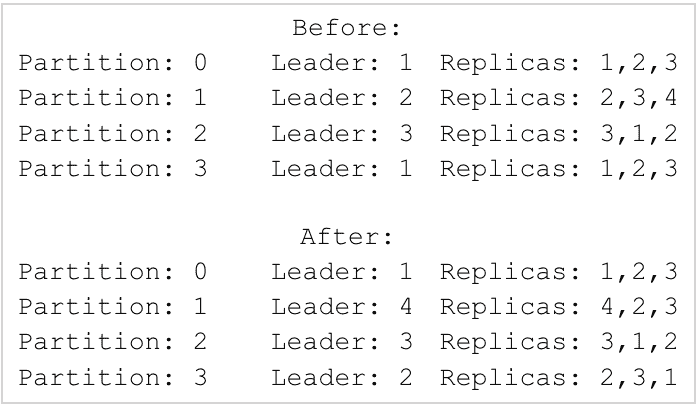 Before:
Partition: 0 Leader: 1 Replicas: 1,2,3
Partition: 1 Leader: 2 Replicas: 2,3,4
Partition: 2 Leader: 3 Replicas: 3,1,2
Partition: 3 Leader: 1 Replicas: 1,2,3
After:
Partition: 0 Leader: 1 Replicas: 1,2,3
Partition: 1 Leader: 4 Replicas: 4,2,3
Partition: 2 Leader: 3 Replicas: 3,1,2
Partition: 3 Leader: 2 Replicas: 2,3,1